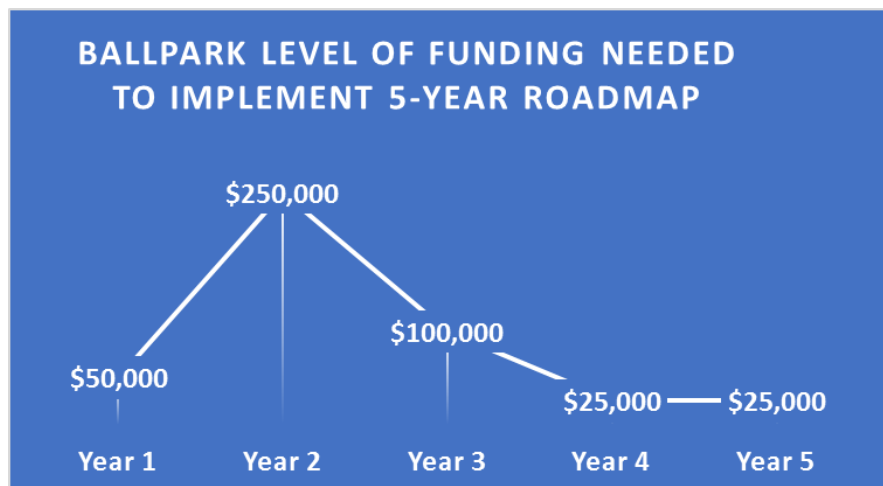 BALLPARK LEVEL OF FUNDING NEEDED
TO IMPLEMENT 5-YEAR ROADMAP
$250,000
$100,000
$50,000
$25,000 $25,000
Year 1 Year 2 Year 3 Year 4 Year 5